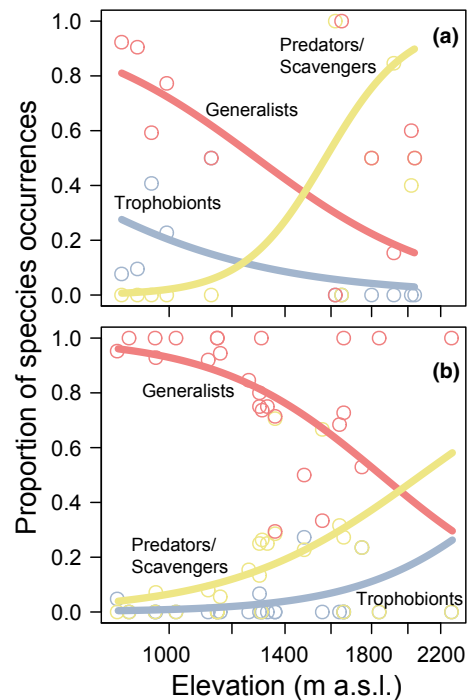 (a)
Predators/
Scavengers
Generalists
Trophobionts
1.0
0.8
0.6
0.4
0.2
0.0
Proportion of speccies occurrences
(b)
Generalists
Predators/
Scavengers
Trophobionts
1.0
0.8
0.6
0.4
0.2
0.0
1000 1400 1800 2200
Elevation (m a.s.l.)